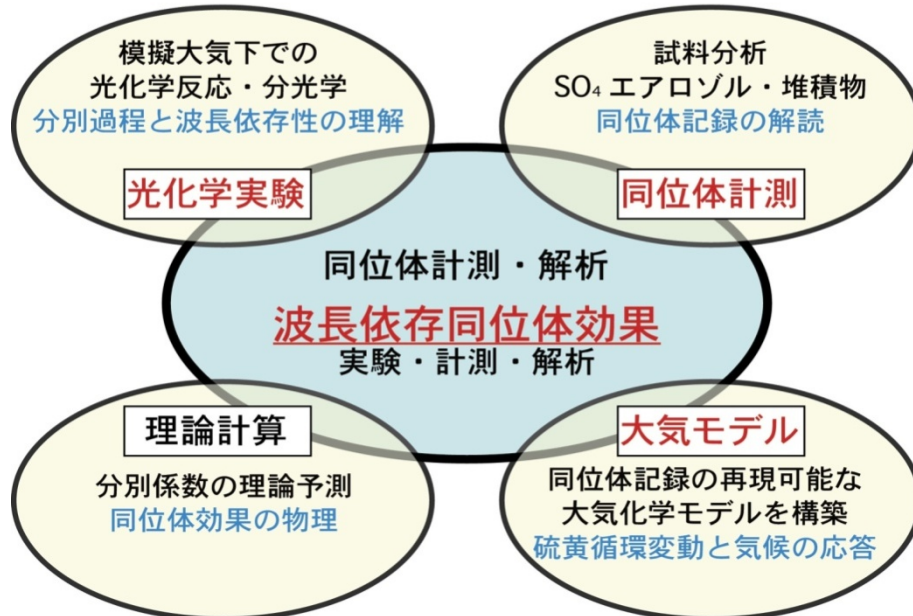 模擬大気下での
光化学反応・分光学
分別過程と波長依存性の理解
光化学実験
試料分析
SO₄ エアロゾル・堆積物
同位体記録の解読
同位体計測
同位体計測・解析
波長依存同位体効果
実験・計測・解析
理論計算
分別係数の理論予測
同位体効果の物理
大気モデル
同位体記録の再現可能な
大気化学モデルを構築
硫黄循環変動と気候の応答